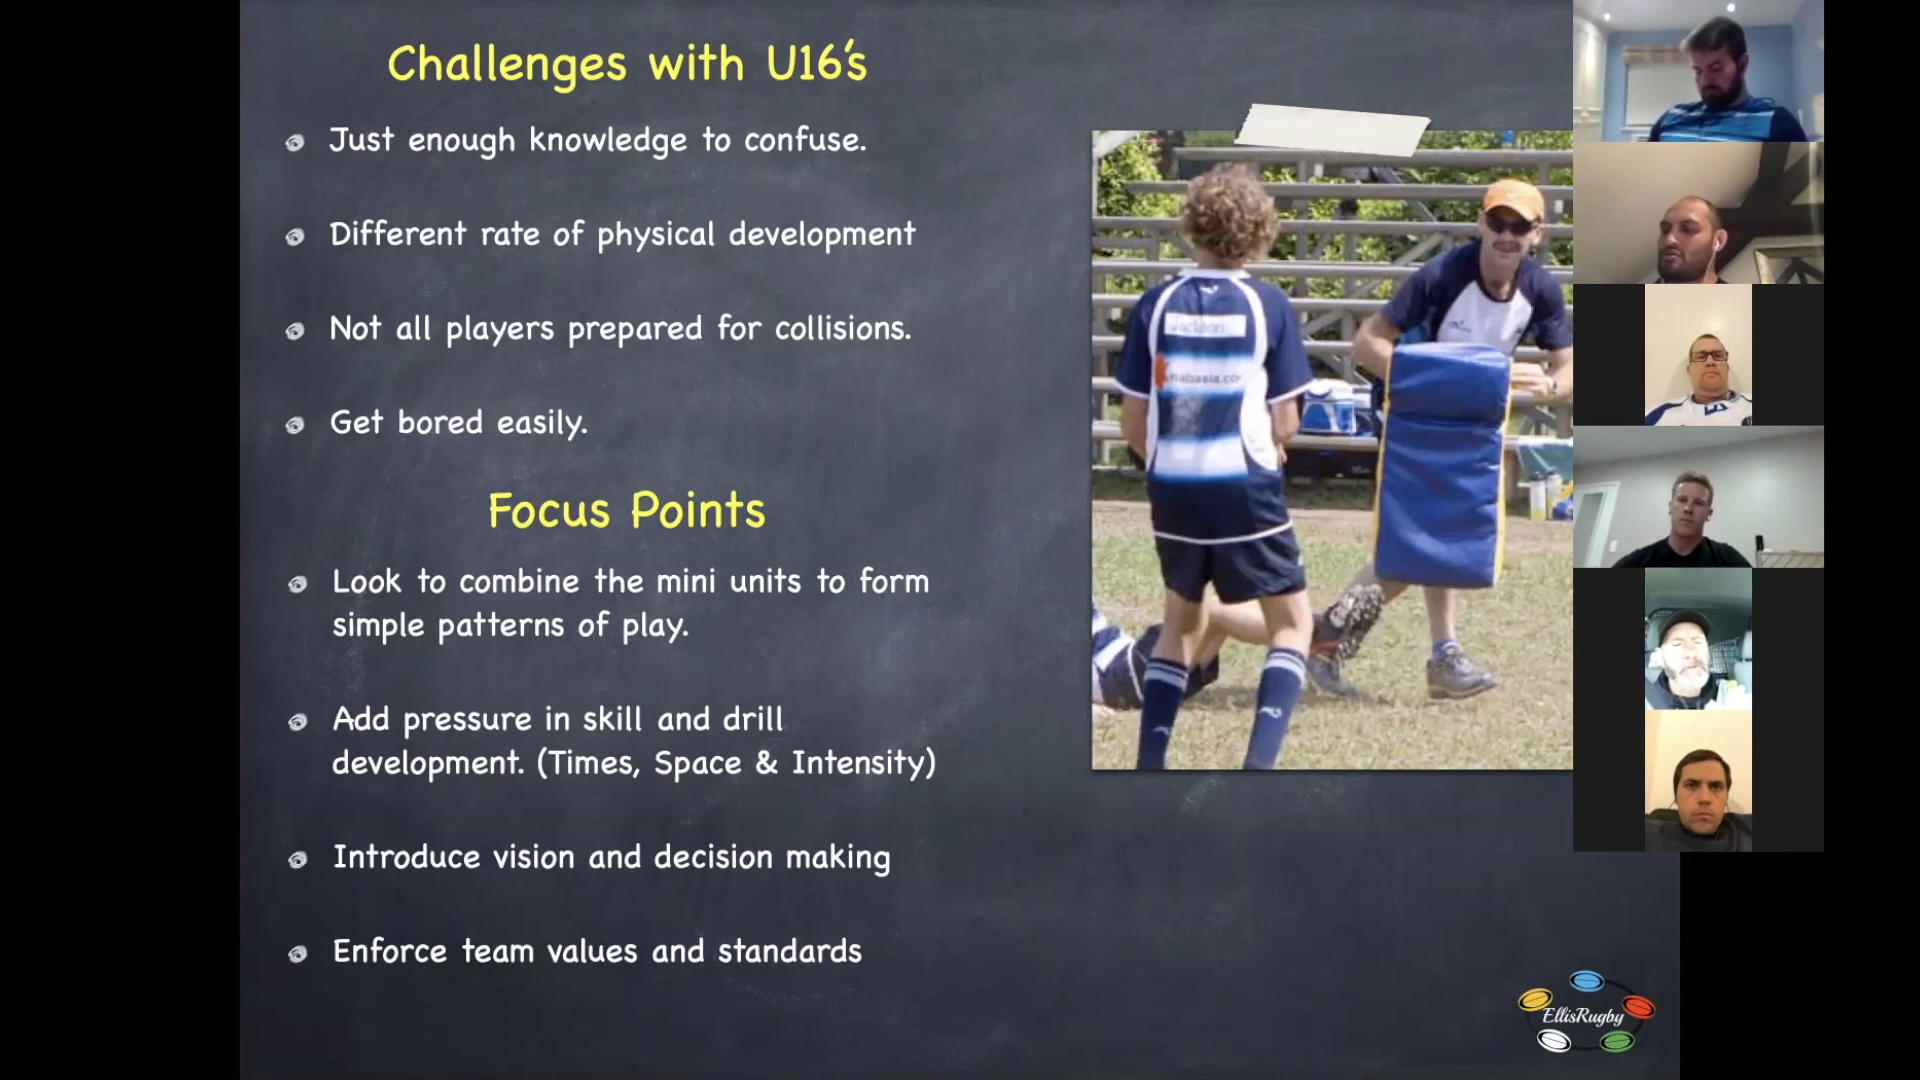 Challenges with U16's
Just enough knowledge to confuse.
Different rate of physical development
Not all players prepared for collisions.
Get bored easily.
Focus Points
Look to combine the mini units to form
simple patterns of play.
Add pressure in skill and drill
development. (Times, Space & Intensity)
Introduce vision and decision making
Enforce team values and standards
EllisRugby